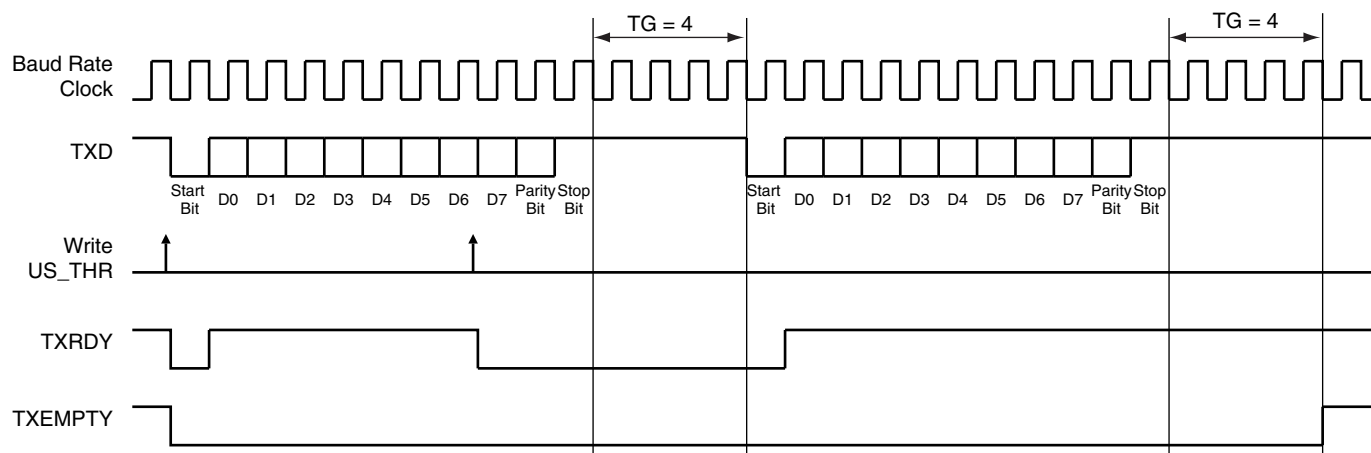 TG = 4
TG = 4
Baud Rate
Clock
TXD
Start
Bit
D0
D1
D2
D3
D4
D5
D6
D7
Parity
Bit
Stop
Bit
Start
Bit
D0
D1
D2
D3
D4
D5
D6
D7
Parity
Bit
Stop
Bit
Write
US_THR
TXRDY
TXEMPTY